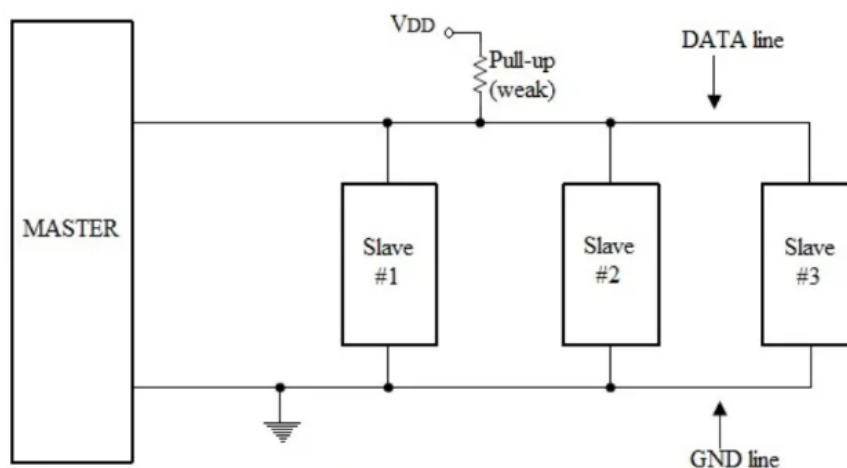 VDD
Pull-up
(weak)
DATA line
MASTER
Slave
#1
Slave
#2
Slave
#3
GND line